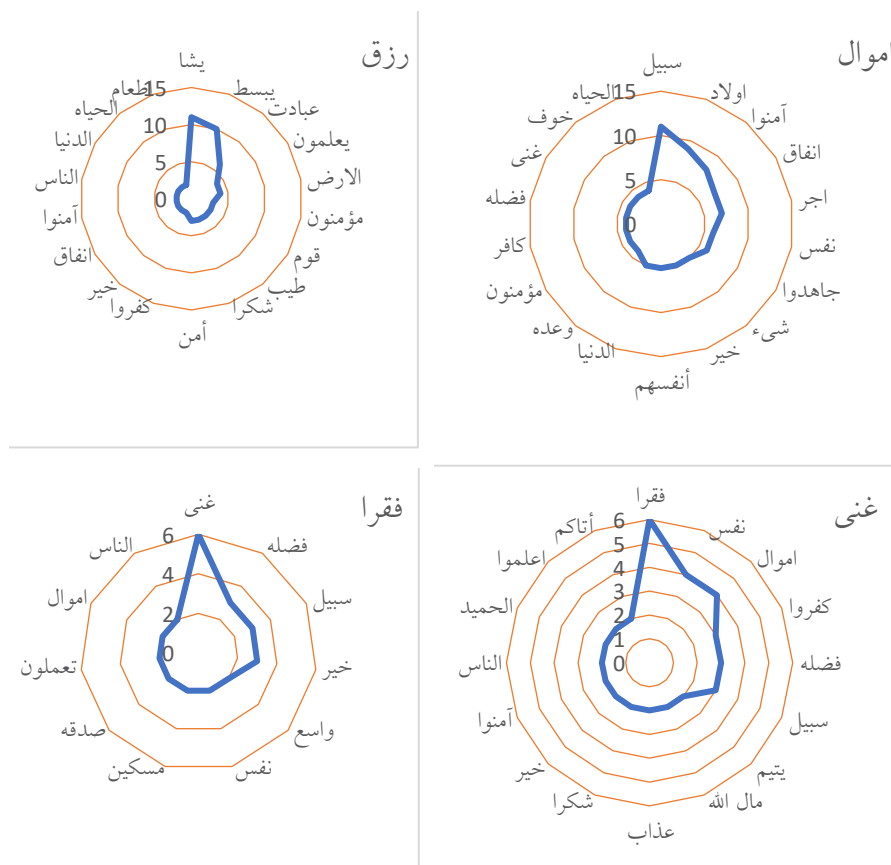 رزق
يشا
يبسط
عبادت
يعلمون
الارض
مؤمنون
قوم
طيب
شكرا
أمن
كفروا
خير
انفاق
آمنوا
الناس
الدنيا
الحياه
اطعام
15
10
5
0
اموال
سبيل
اولاد
آمنوا
انفاق
اجر
نفس
جاهدوا
شىء
خير
أنفسهم
الدنيا
وعده
مؤمنون
كافر
فضله
غنى
خوف
الحياه
15
10
5
0
فقرا
غنى
فضله
سبيل
خير
واسع
نفس
مسكين
صدقه
تعملون
اموال
الناس
6
4
2
0
غنى
فقرا
نفس
اموال
كفروا
فضله
سبيل
يتيم
مال الله
عذاب
شكرا
خير
آمنوا
الناس
الحميد
اعلموا
أتاكم
6
5
4
3
2
1
0